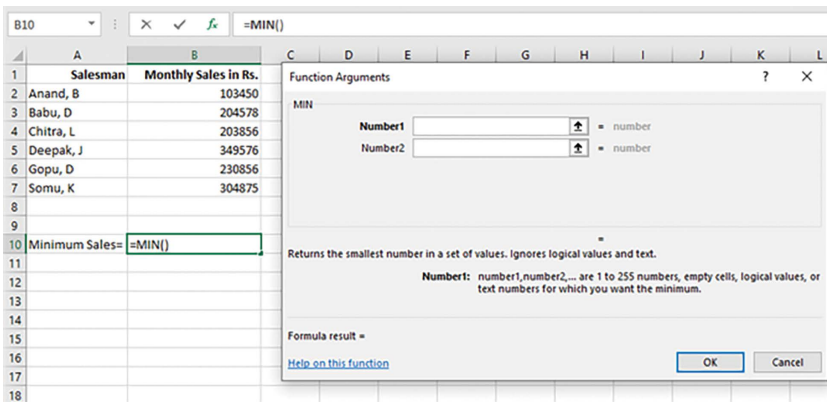 B10 =MIN()
A B C D E F G H I J K L
1 Salesman Monthly Sales in Rs.
2 Anand, B 103450
3 Babu, D 204578
4 Chitra, L 203856
5 Deepak, J 349576
6 Gopu, D 230856
7 Somu, K 304875
8
9
10 Minimum Sales= =MIN()
11
12
13
14
15
16
17
18
Function Arguments ? ×
MIN
Number1 = number
Number2 = number
=
Returns the smallest number in a set of values. Ignores logical values and text.
Number1: number1,number2,... are 1 to 255 numbers, empty cells, logical values, or
text numbers for which you want the minimum.
Formula result =
Help on this function OK Cancel